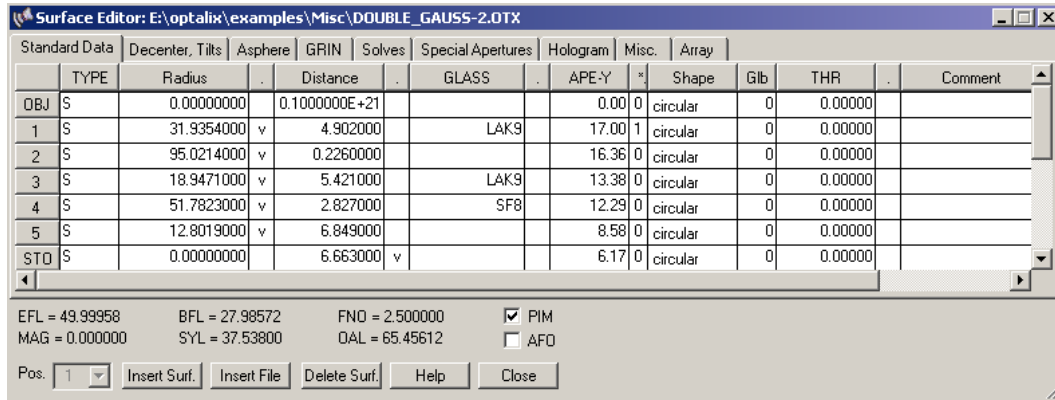 Surface Editor: E:\optalix\examples\Misc\DOUBLE_GAUSS-2.OTX
Standard Data Decenter, Tilts Asphere GRIN Solves Special Apertures Hologram Misc. Array
TYPE Radius . Distance . GLASS . APE-Y * Shape Glb THR . Comment
OBJ S 0.00000000 0.1000000E+21 0.00 0 circular 0 0.00000
1 S 31.9354000 v 4.902000 LAK9 17.00 1 circular 0 0.00000
2 S 95.0214000 v 0.2260000 16.36 0 circular 0 0.00000
3 S 18.9471000 v 5.421000 LAK9 13.38 0 circular 0 0.00000
4 S 51.7823000 v 2.827000 SF8 12.29 0 circular 0 0.00000
5 S 12.8019000 v 6.849000 8.58 0 circular 0 0.00000
STO S 0.00000000 6.663000 v 6.17 0 circular 0 0.00000
EFL = 49.99958 BFL = 27.98572 FNO = 2.500000 PIM
MAG = 0.000000 SYL = 37.53800 OAL = 65.45612 AFO
Pos. 1 Insert Surf. Insert File Delete Surf. Help Close